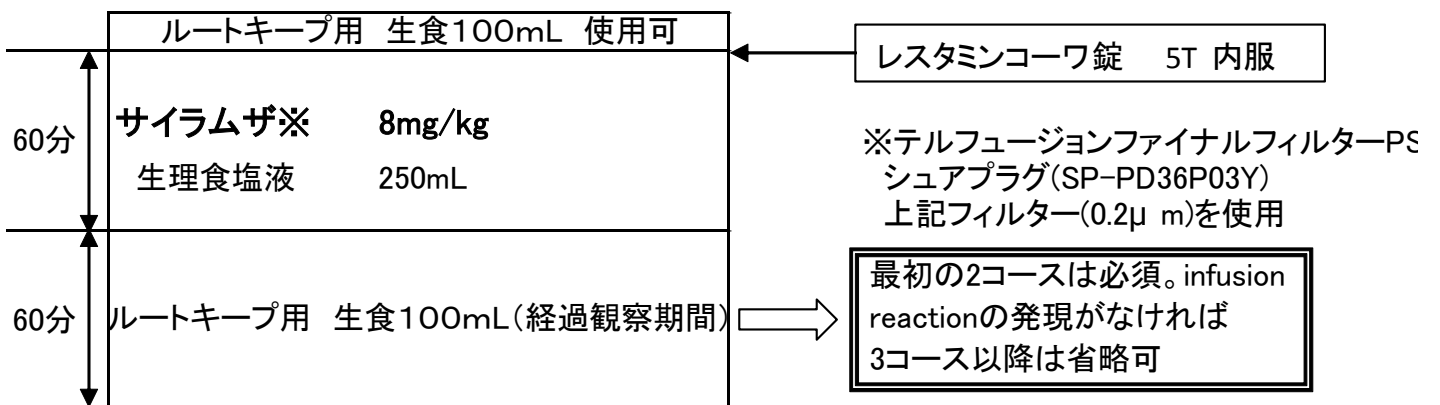 ルートキープ用　生食１００ｍL　使用可
レスタミンコーワ錠　5T 内服
60分
サイラムザ※　8mg/kg
生理食塩液　250mL
※テルフュージョンファイナルフィルターPS
シュアプラグ(SP-PD36P03Y)
上記フィルター(0.2μ m)を使用
60分
ルートキープ用　生食１００ｍL（経過観察期間）
最初の2コースは必須。infusion
reactionの発現がなければ
3コース以降は省略可